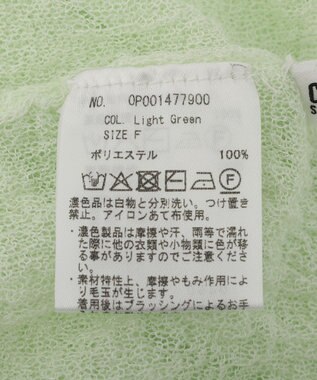 NO. OP001477900
COL. Light Green
SIZE F
ポリエステル 100%
濃色品は白物と分別洗い。つけ置き
禁止。アイロンあて布使用。
・濃色製品は摩擦や汗、雨等で濡れ
た際に他の衣類や小物類に色が移
る事がありますのでご注意くださ
い。
・素材特性上、摩擦やもみ作用によ
り毛玉が生じます。
着用後はブラッシングによるお手